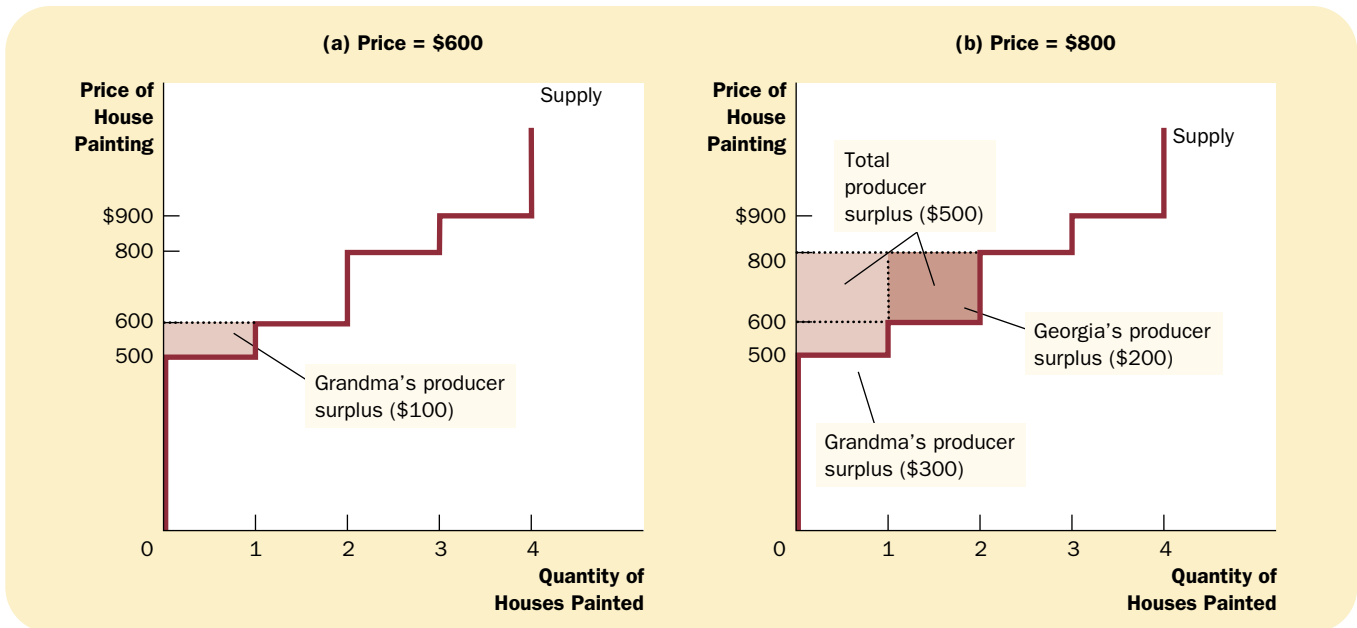 (a) Price = $600
Price of
House
Painting
Supply
$900
800
600
500
Grandma’s producer
surplus ($100)
0
1
2
3
4
Quantity of
Houses Painted
(b) Price = $800
Price of
House
Painting
Supply
Total
producer
surplus ($500)
$900
800
600
500
Georgia’s producer
surplus ($200)
Grandma’s producer
surplus ($300)
0
1
2
3
4
Quantity of
Houses Painted